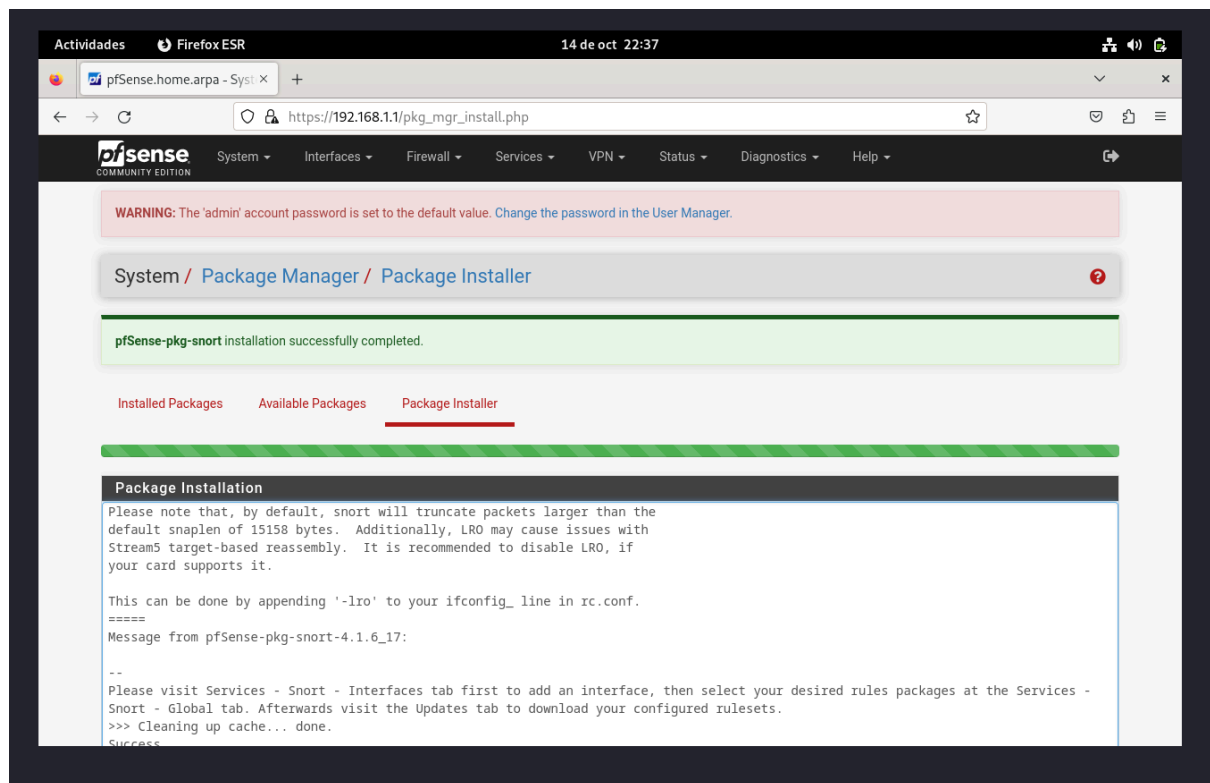 Actividades Firefox ESR 14 de oct 22:37
pfSense.home.arpa - Syst
https://192.168.1.1/pkg_mgr_install.php
pfsense System Interfaces Firewall Services VPN Status Diagnostics Help
COMMUNITY EDITION
WARNING: The 'admin' account password is set to the default value. Change the password in the User Manager.
System / Package Manager / Package Installer
pfSense-pkg-snort installation successfully completed.
Installed Packages Available Packages Package Installer
Package Installation
Please note that, by default, snort will truncate packets larger than the
default snaplen of 15158 bytes.  Additionally, LRO may cause issues with
Stream5 target-based reassembly.  It is recommended to disable LRO, if
your card supports it.
This can be done by appending '-lro' to your ifconfig_ line in rc.conf.
=====
Message from pfSense-pkg-snort-4.1.6_17:
--
Please visit Services - Snort - Interfaces tab first to add an interface, then select your desired rules packages at the Services -
Snort - Global tab. Afterwards visit the Updates tab to download your configured rulesets.
>>> Cleaning up cache... done.
Success